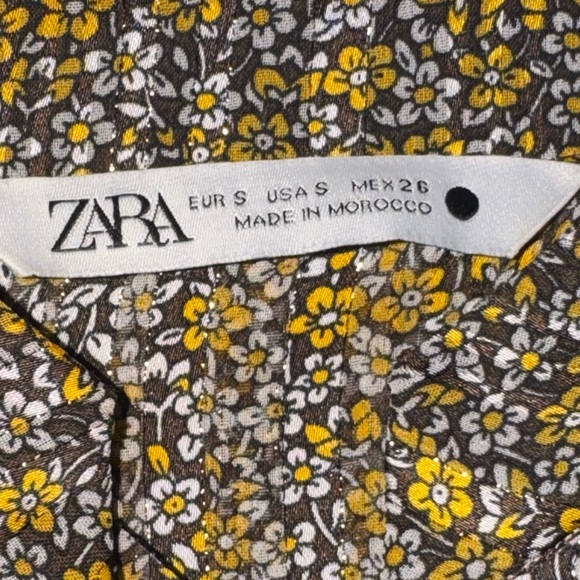 ZARA
EUR S USA S MEX 26
MADE IN MOROCCO